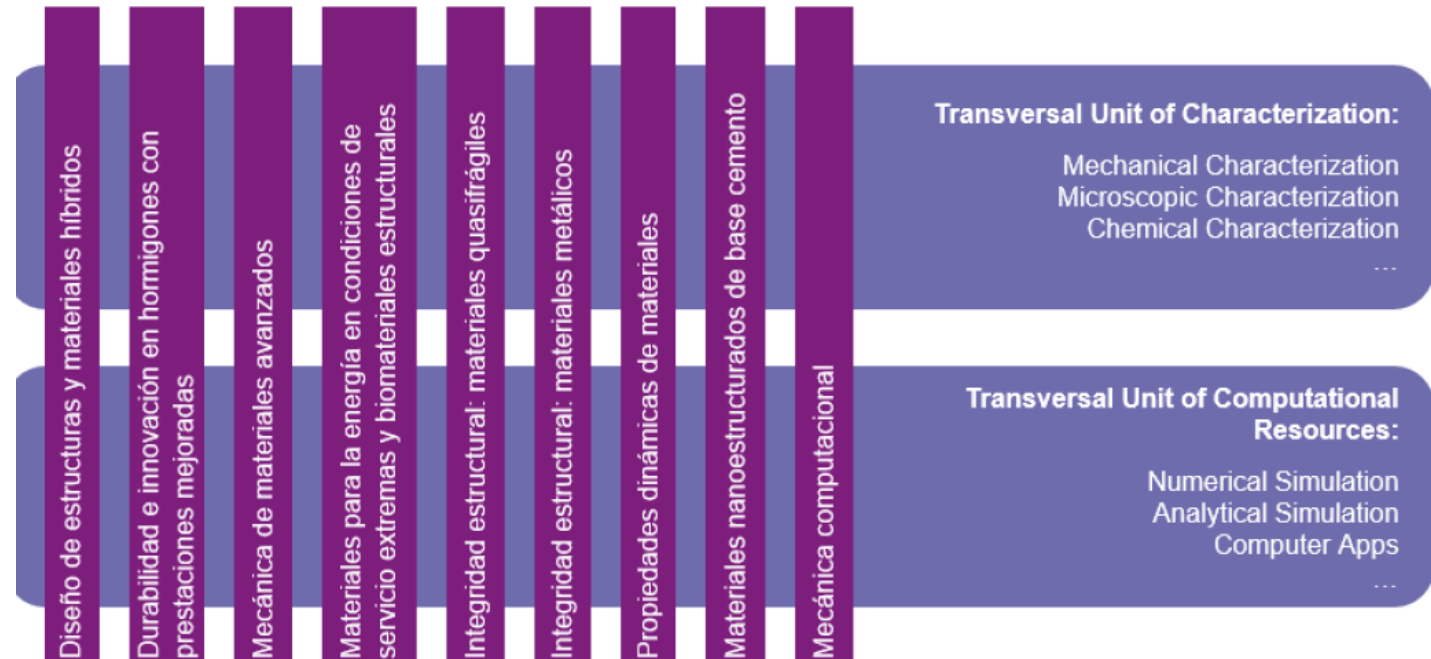 Diseño de estructuras y materiales híbridos
Durabilidad e innovación en hormigones con
prestaciones mejoradas
Mecánica de materiales avanzados
Materiales para la energía en condiciones de
servicio extremas y biomateriales estructurales
Integridad estructural: materiales quasifrágiles
Integridad estructural: materiales metálicos
Propiedades dinámicas de materiales
Materiales nanoestructurados de base cemento
Mecánica computacional
Transversal Unit of Characterization:
Mechanical Characterization
Microscopic Characterization
Chemical Characterization
...
Transversal Unit of Computational
Resources:
Numerical Simulation
Analytical Simulation
Computer Apps
...